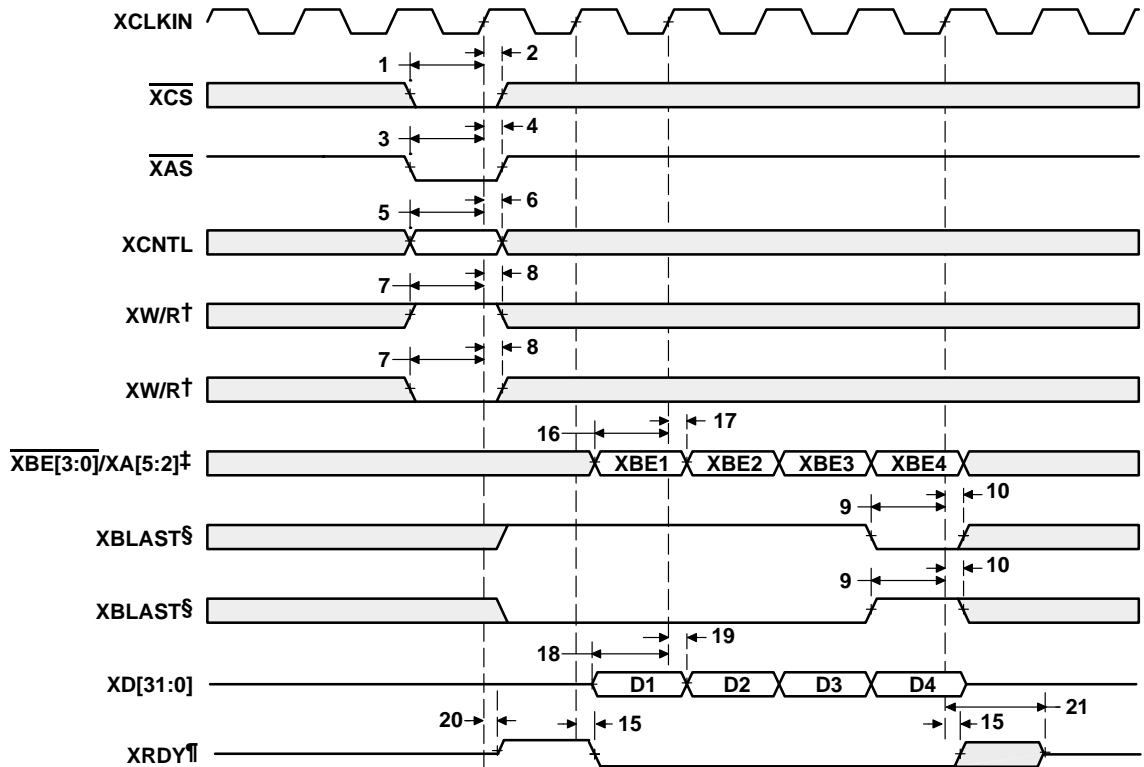 XCLKIN
1
2
XCS
3
4
XAS
5
6
XCNTL
7
8
XW/R†
7
8
XW/R†
16
17
XBE[3:0]/XA[5:2]‡
XBE1 XBE2 XBE3 XBE4
9
10
XBLAST§
9
10
XBLAST§
18
19
XD[31:0]
D1 D2 D3 D4
20
15
15
21
XRDY¶